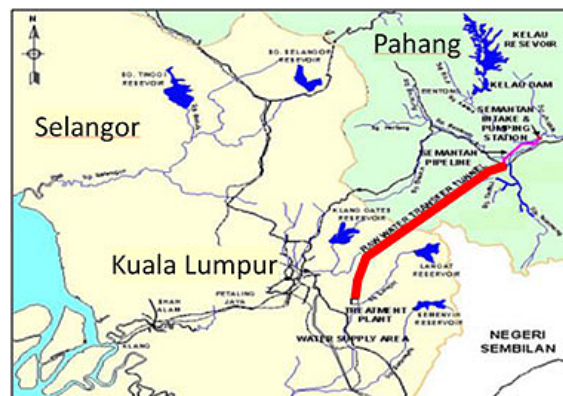 N
SG. SELANGOR
RESERVOIR
Pahang
KELAU
RESERVOIR
KELAU DAM
SG. TINGGI
RESERVOIR
BENTONG
SEMANTAN
INTAKE &
PUMPING
STATION
Selangor
SEMANTAN
PIPELINE
RAW WATER TRANSFER TUNNEL
KLANG GATES
RESERVOIR
Kuala Lumpur
LANGAT
RESERVOIR
PETALING
JAYA
SHAH
ALAM
TREATMENT
PLANT
SEMENYIH
RESERVOIR
WATER SUPPLY AREA
KLANG
NEGERI
SEMBILAN